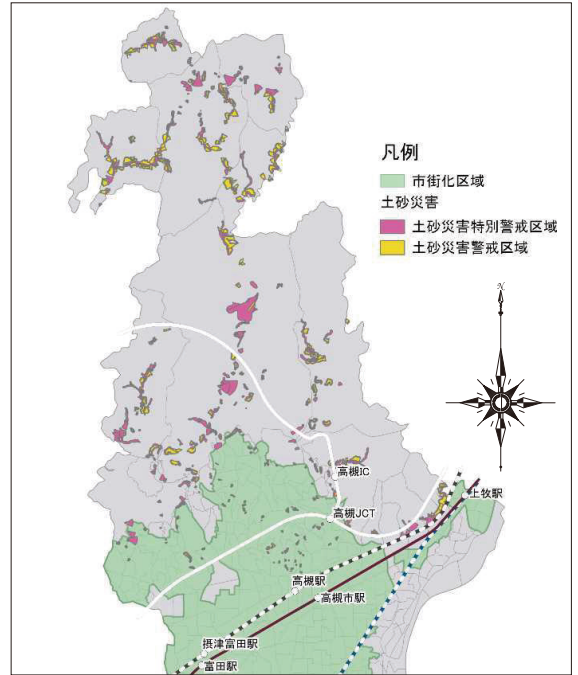 凡例
市街化区域
土砂災害
土砂災害特別警戒区域
土砂災害警戒区域
N
高槻IC
上牧駅
高槻JCT
高槻駅
高槻市駅
摂津富田駅
富田駅